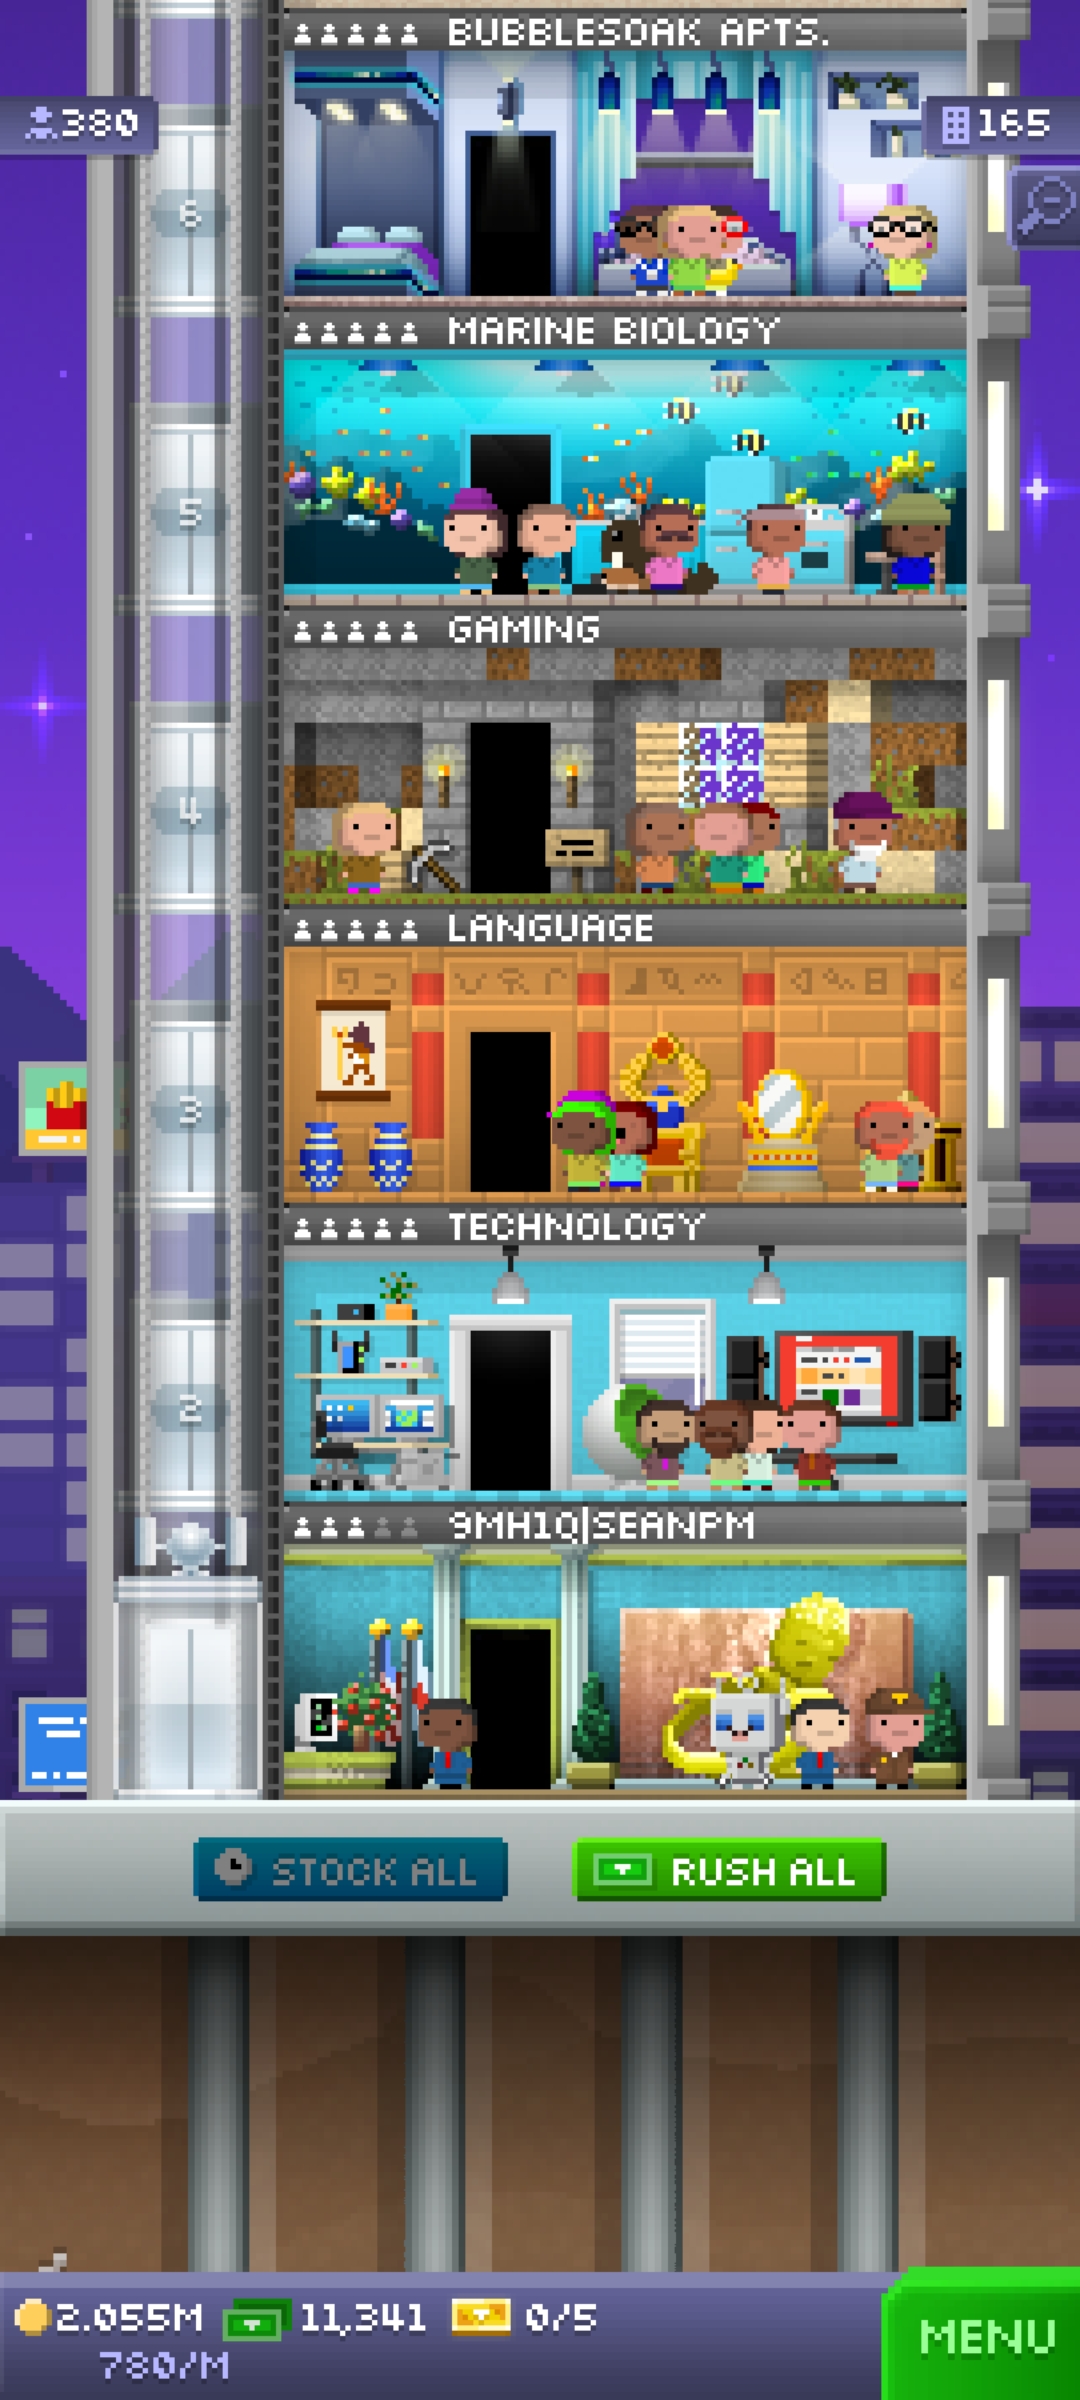 BUBBLESOAK APTS.
380
165
6
MARINE BIOLOGY
5
GAMING
4
LANGUAGE
3
TECHNOLOGY
2
9MH1Q|SEANPM
STOCK ALL
RUSH ALL
2.055M
11,341
0/5
780/M
MENU